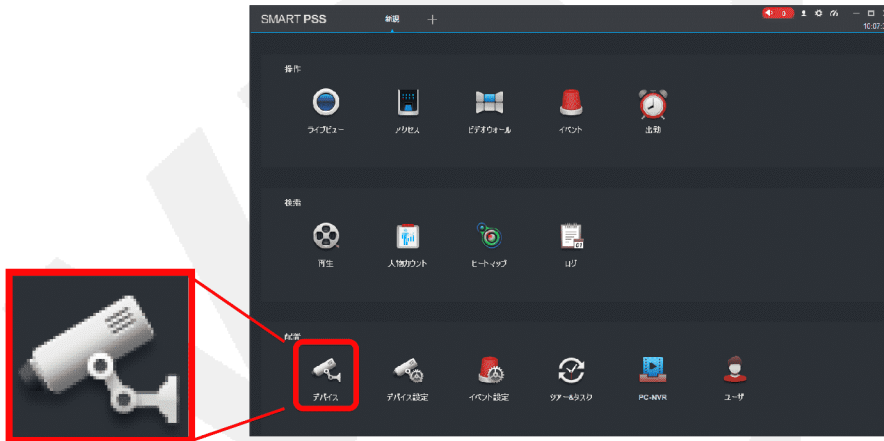 SMART PSS 新規 +
0
10:07:
操作
ライブビュー アクセス ビデオウォール イベント 出勤
検索
再生 人物カウント ヒートマップ ログ
配置
デバイス デバイス設定 イベント設定 ツアー&タスク PC-NVR ユーザ